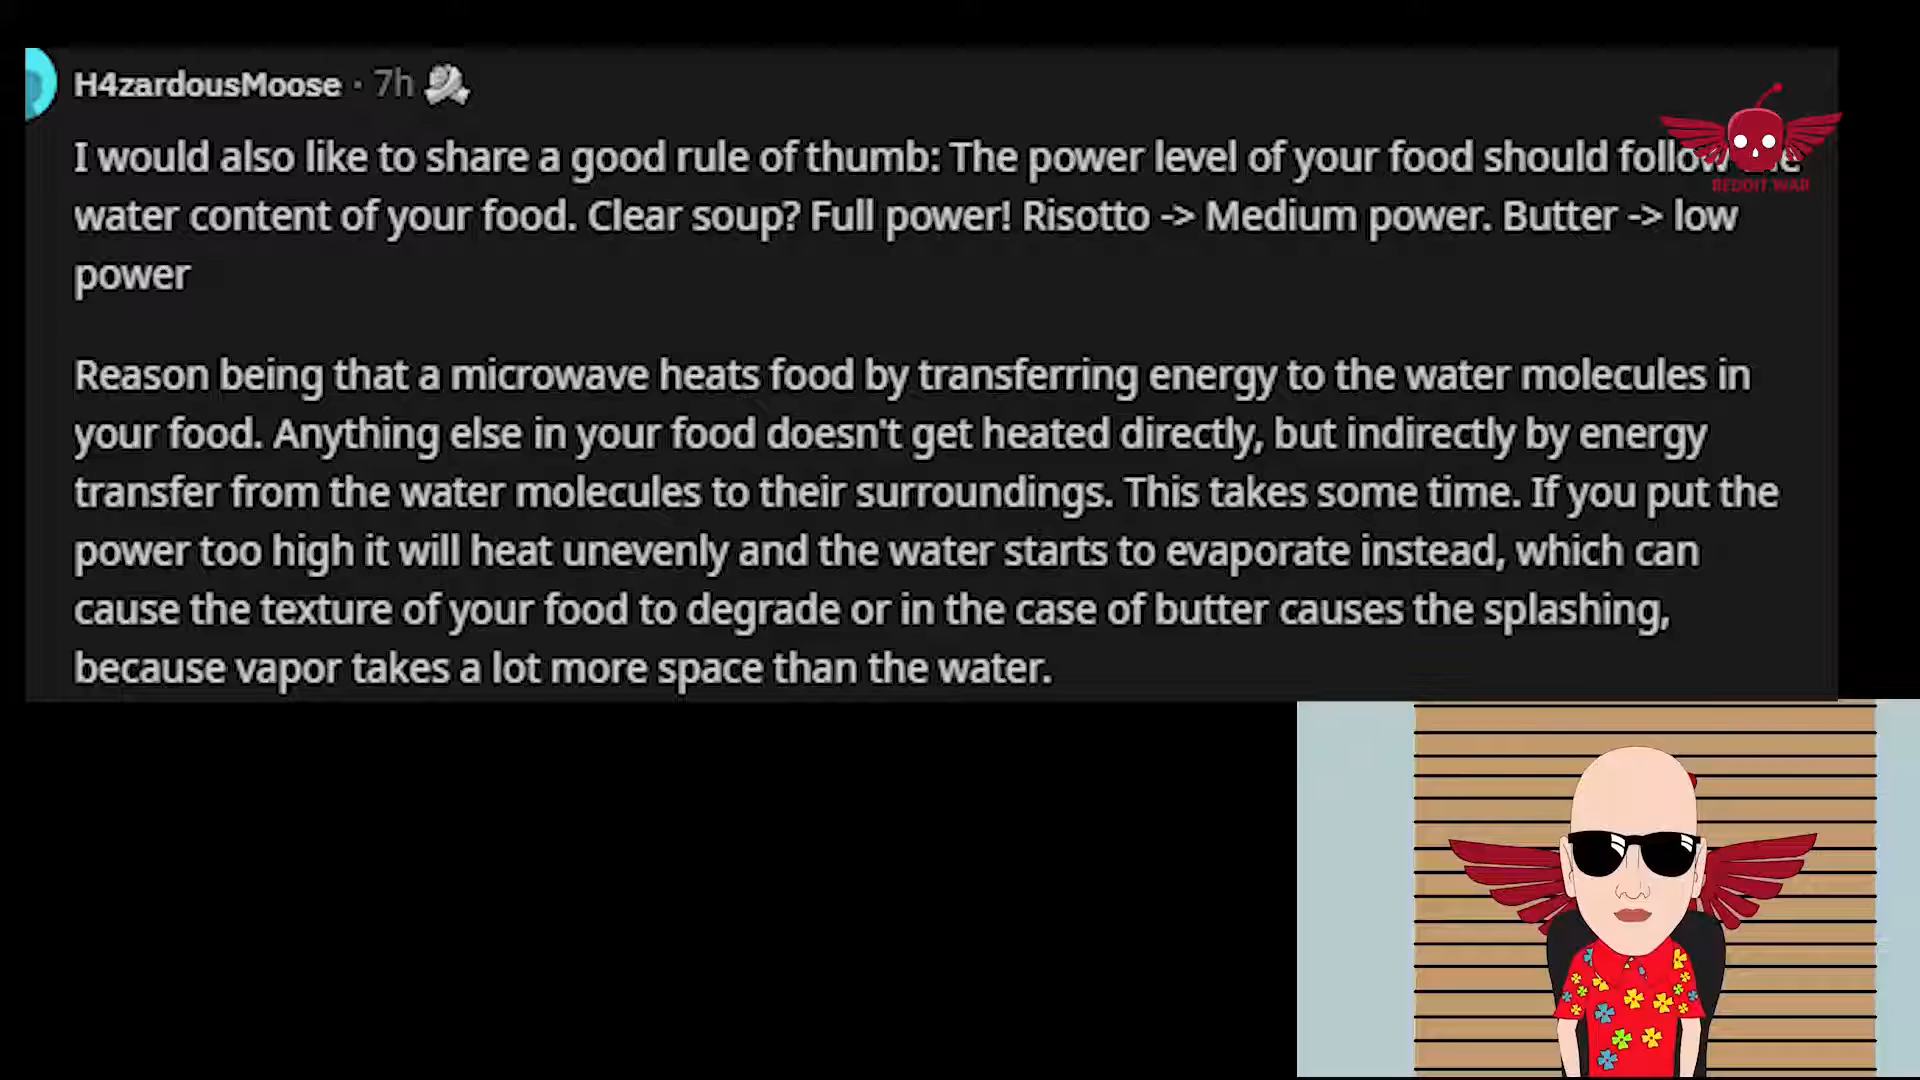 H4zardousMoose · 7h
I would also like to share a good rule of thumb: The power level of your food should follow
water content of your food. Clear soup? Full power! Risotto -> Medium power. Butter -> low
power
Reason being that a microwave heats food by transferring energy to the water molecules in
your food. Anything else in your food doesn't get heated directly, but indirectly by energy
transfer from the water molecules to their surroundings. This takes some time. If you put the
power too high it will heat unevenly and the water starts to evaporate instead, which can
cause the texture of your food to degrade or in the case of butter causes the splashing,
because vapor takes a lot more space than the water.
REDDIT WAR